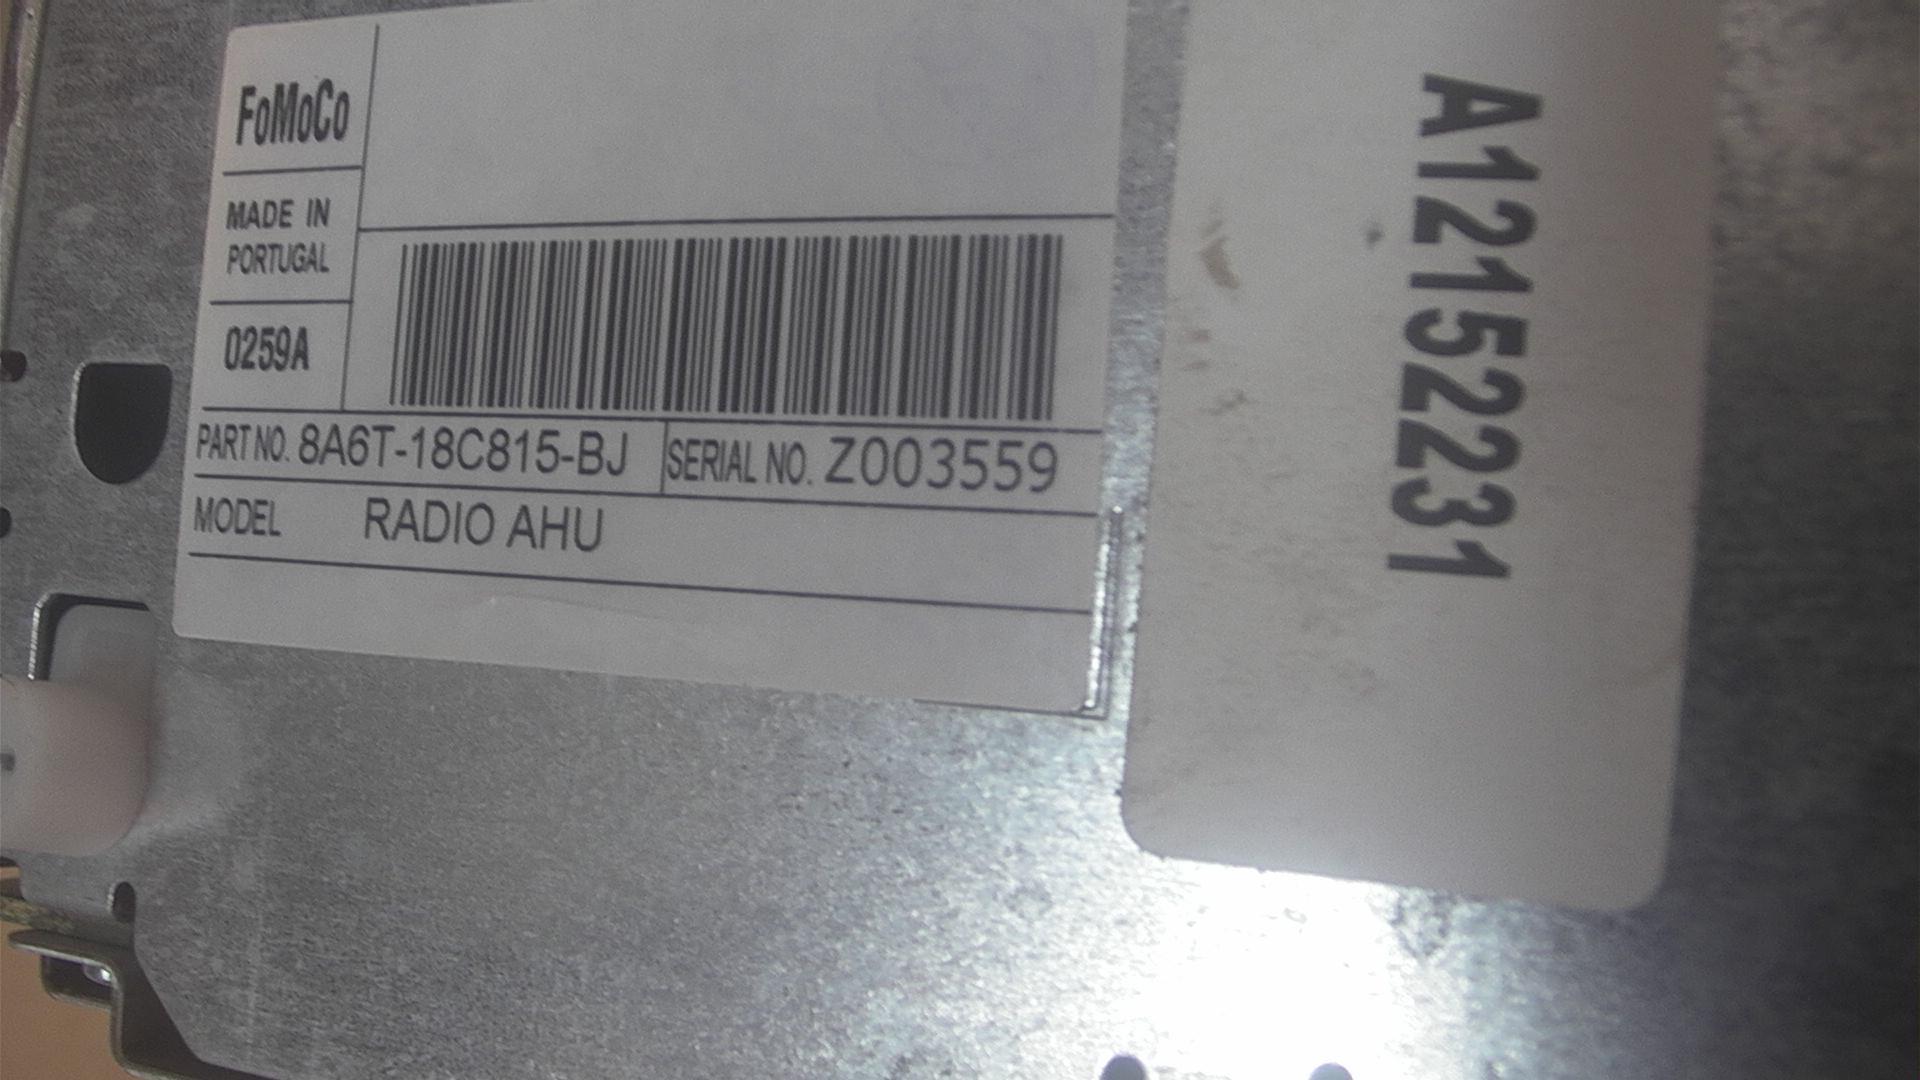 FoMoCo
MADE IN
PORTUGAL
0259A
PART NO. 8A6T-18C815-BJ
SERIAL NO. Z003559
MODEL RADIO AHU
A12152231